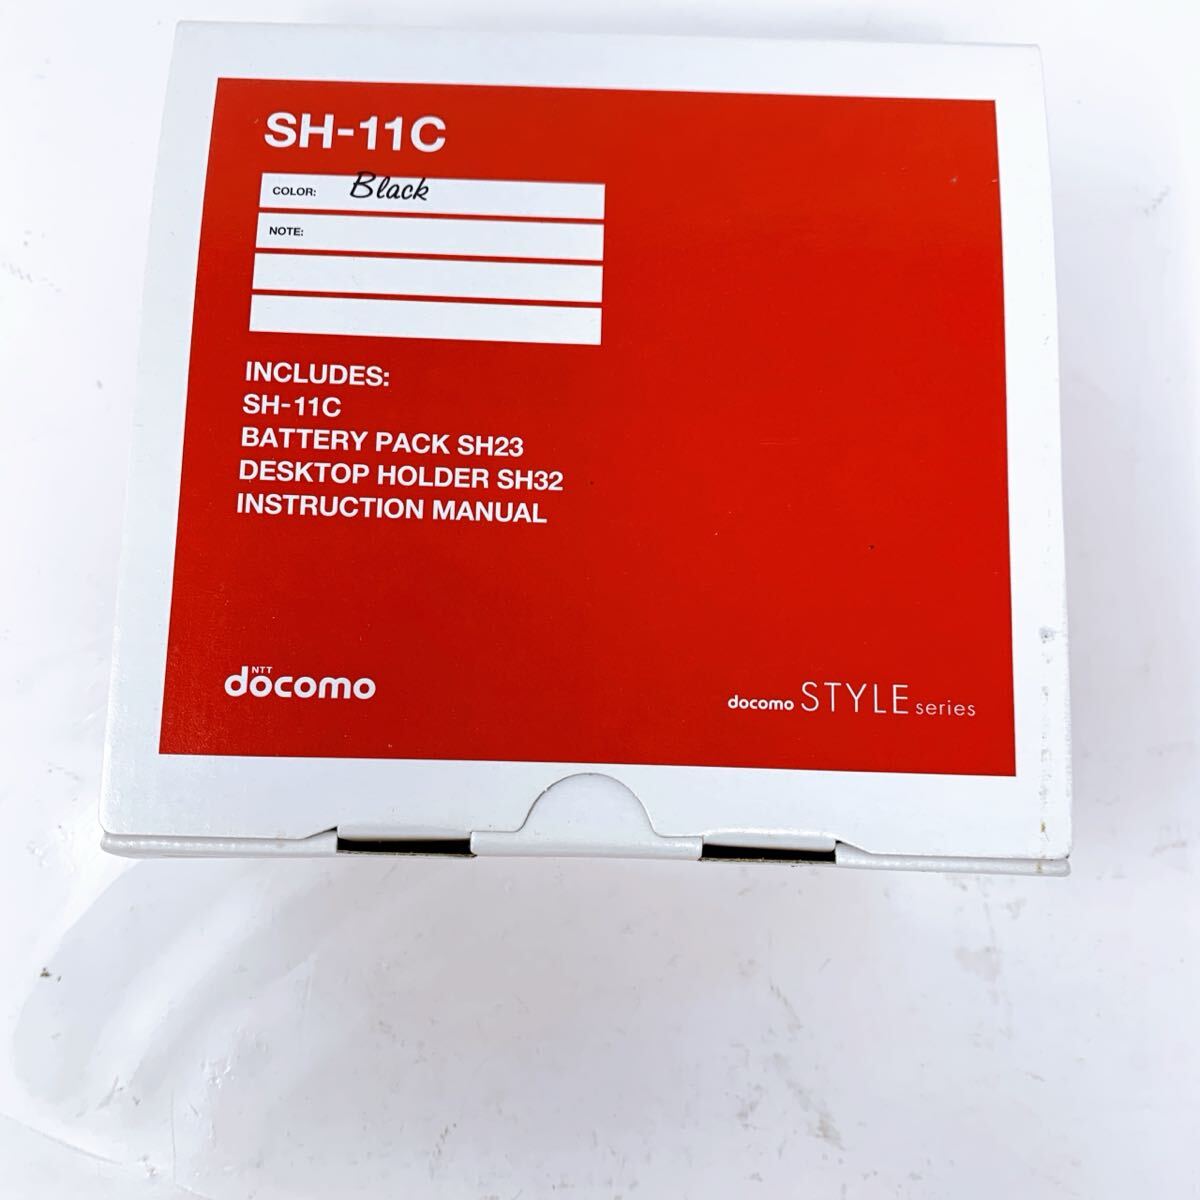 SH-11C
COLOR: Black
NOTE:
INCLUDES:
SH-11C
BATTERY PACK SH23
DESKTOP HOLDER SH32
INSTRUCTION MANUAL
NTT
docomo
docomo STYLE series